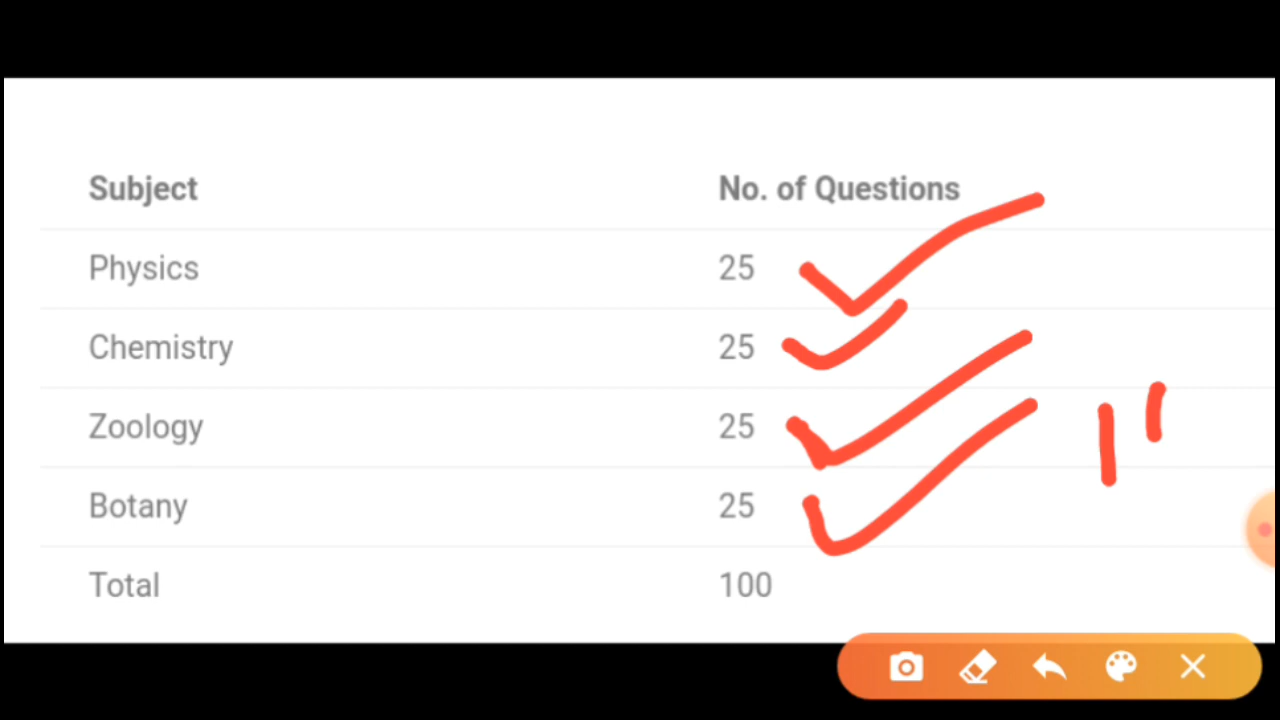 Subject No. of Questions
Physics 25
Chemistry 25
Zoology 25
Botany 25
Total 100